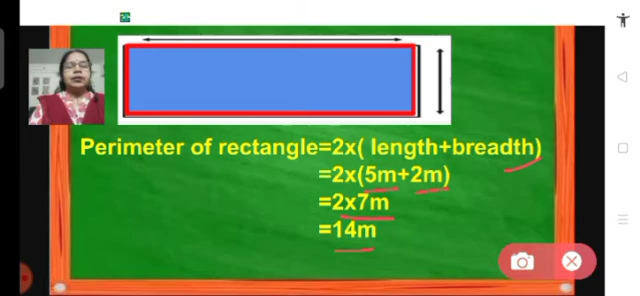 Perimeter of rectangle=2x( length+breadth)
=2x(5m+2m)
=2x7m
=14m